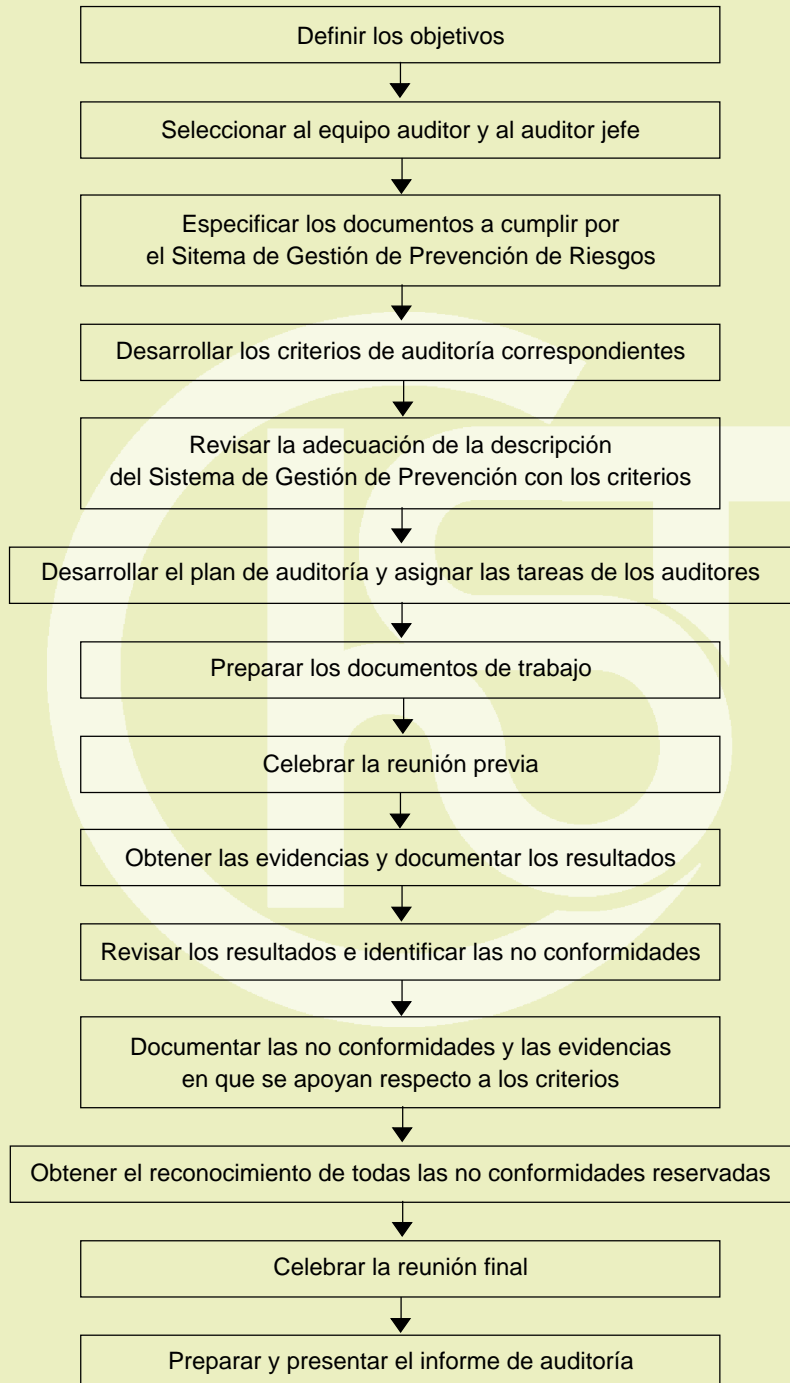 Definir los objetivos
Seleccionar al equipo auditor y al auditor jefe
Especificar los documentos a cumplir por
el Sitema de Gestión de Prevención de Riesgos
Desarrollar los criterios de auditoría correspondientes
Revisar la adecuación de la descripción
del Sistema de Gestión de Prevención con los criterios
Desarrollar el plan de auditoría y asignar las tareas de los auditores
Preparar los documentos de trabajo
Celebrar la reunión previa
Obtener las evidencias y documentar los resultados
Revisar los resultados e identificar las no conformidades
Documentar las no conformidades y las evidencias
en que se apoyan respecto a los criterios
Obtener el reconocimiento de todas las no conformidades reservadas
Celebrar la reunión final
Preparar y presentar el informe de auditoría